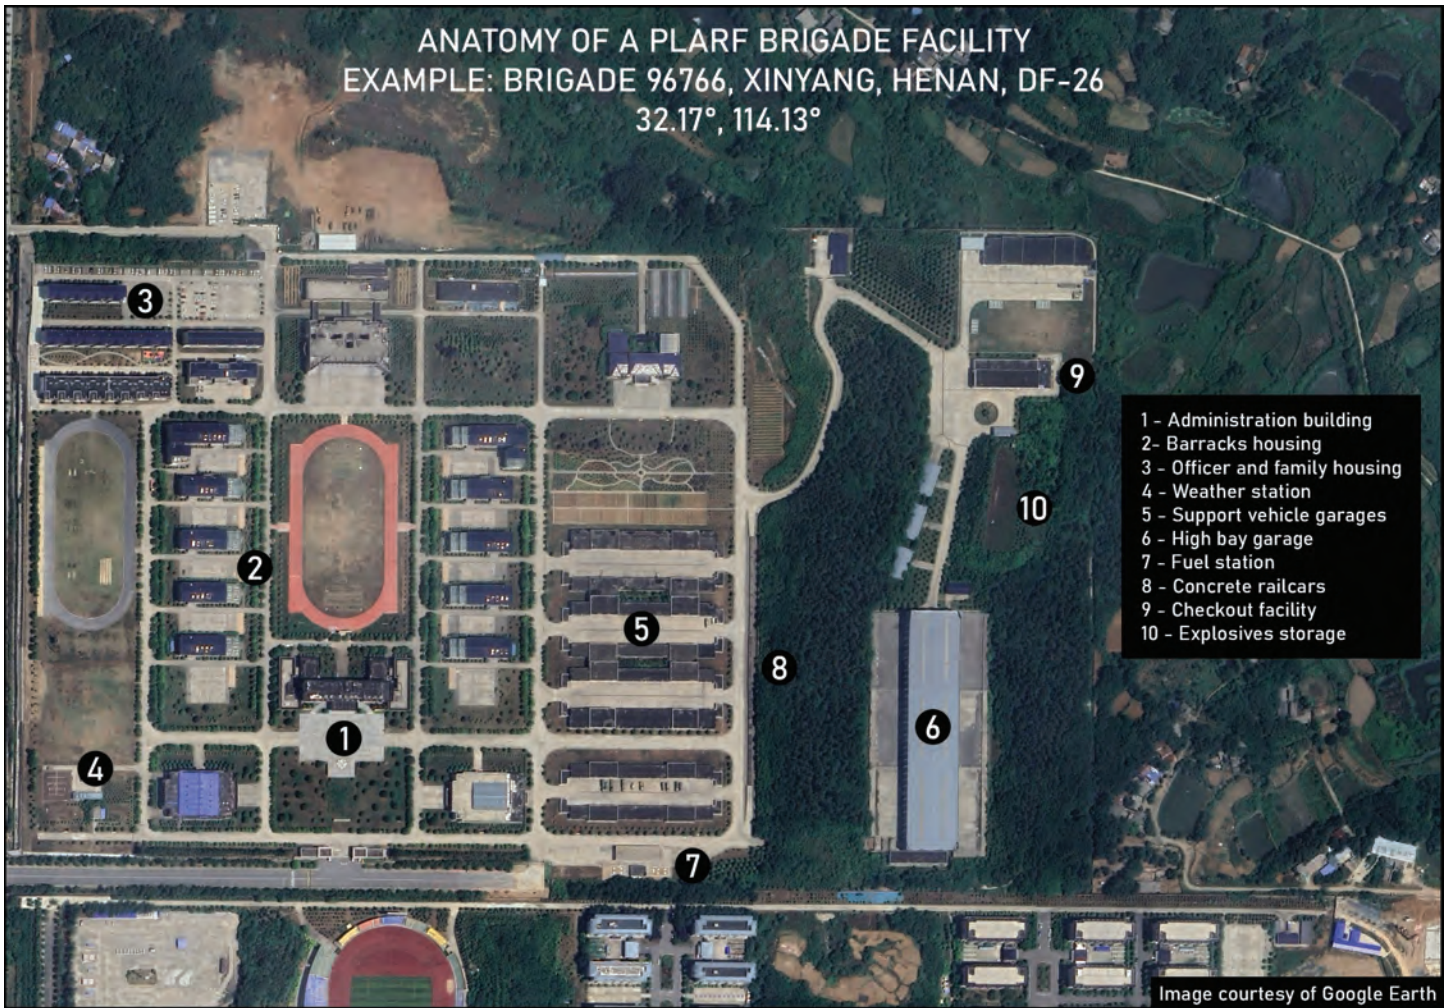 ANATOMY OF A PLARF BRIGADE FACILITY
EXAMPLE: BRIGADE 96766, XINYANG, HENAN, DF-26
32.17°, 114.13°
3
9
1 - Administration building
2- Barracks housing
3 - Officer and family housing
4 - Weather station
5 - Support vehicle garages
6 - High bay garage
7 - Fuel station
8 - Concrete railcars
9 - Checkout facility
10 - Explosives storage
10
2
5
8
6
1
4
7
Image courtesy of Google Earth